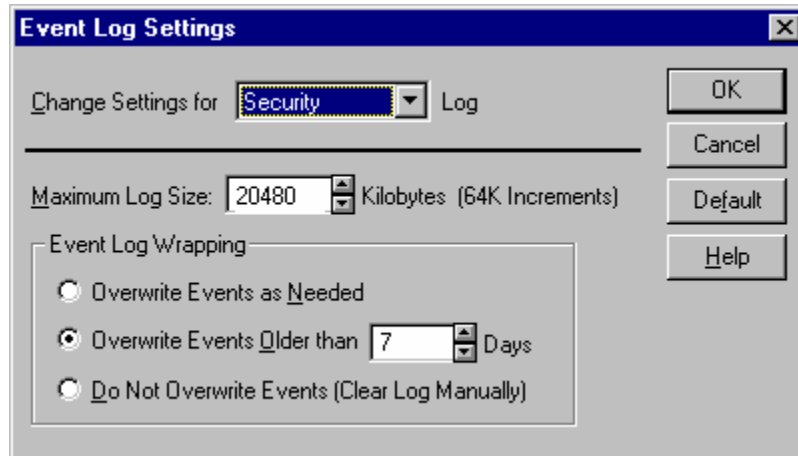 Event Log Settings
Change Settings for Security Log
OK
Cancel
Maximum Log Size: 20480 Kilobytes (64K Increments)
Default
Event Log Wrapping
Help
Overwrite Events as Needed
Overwrite Events Older than 7 Days
Do Not Overwrite Events (Clear Log Manually)